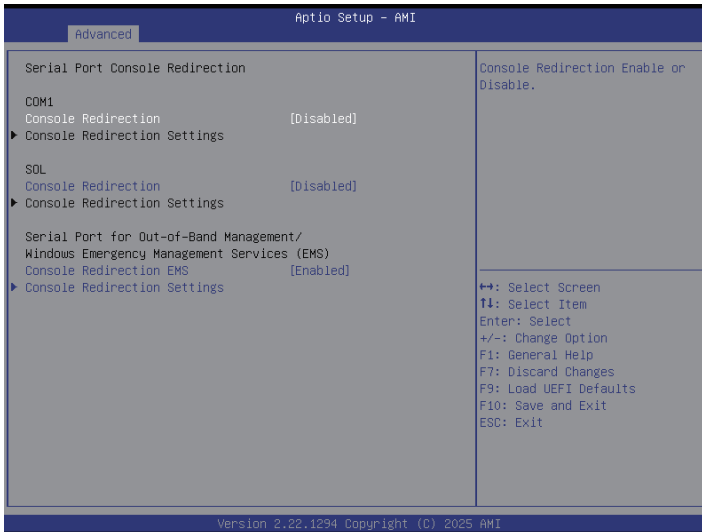 Aptio Setup - AMI
Advanced
Serial Port Console Redirection
COM1
Console Redirection [Disabled]
Console Redirection Settings
SOL
Console Redirection [Disabled]
Console Redirection Settings
Serial Port for Out-of-Band Management/
Windows Emergency Management Services (EMS)
Console Redirection EMS [Enabled]
Console Redirection Settings
Console Redirection Enable or
Disable.
↔: Select Screen
↑↓: Select Item
Enter: Select
+/-: Change Option
F1: General Help
F7: Discard Changes
F9: Load UEFI Defaults
F10: Save and Exit
ESC: Exit
Version 2.22.1294 Copyright (C) 2025 AMI